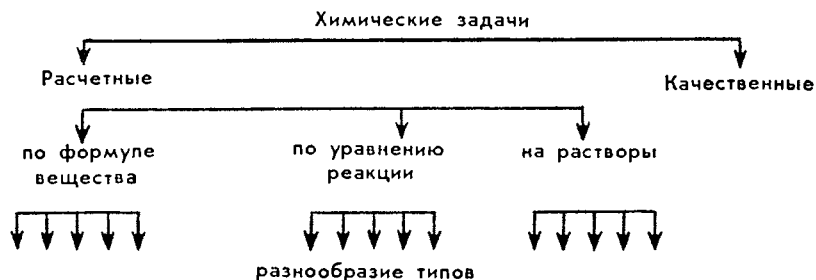 Химические задачи
Расчетные
Качественные
по формуле
вещества
по уравнению
реакции
на растворы
разнообразие типов